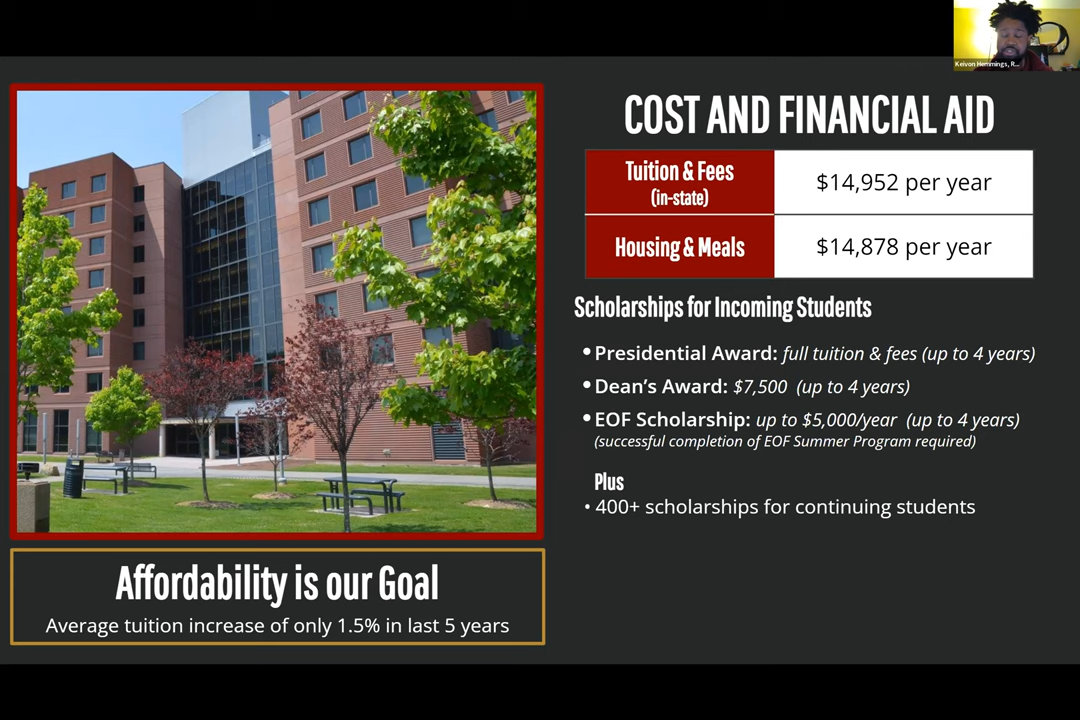 Keivon Hemmings, R...
COST AND FINANCIAL AID
Tuition & Fees
(in-state)
$14,952 per year
Housing & Meals
$14,878 per year
Scholarships for Incoming Students
• Presidential Award: full tuition & fees (up to 4 years)
• Dean’s Award: $7,500 (up to 4 years)
• EOF Scholarship: up to $5,000/year (up to 4 years)
(successful completion of EOF Summer Program required)
Plus
• 400+ scholarships for continuing students
Affordability is our Goal
Average tuition increase of only 1.5% in last 5 years